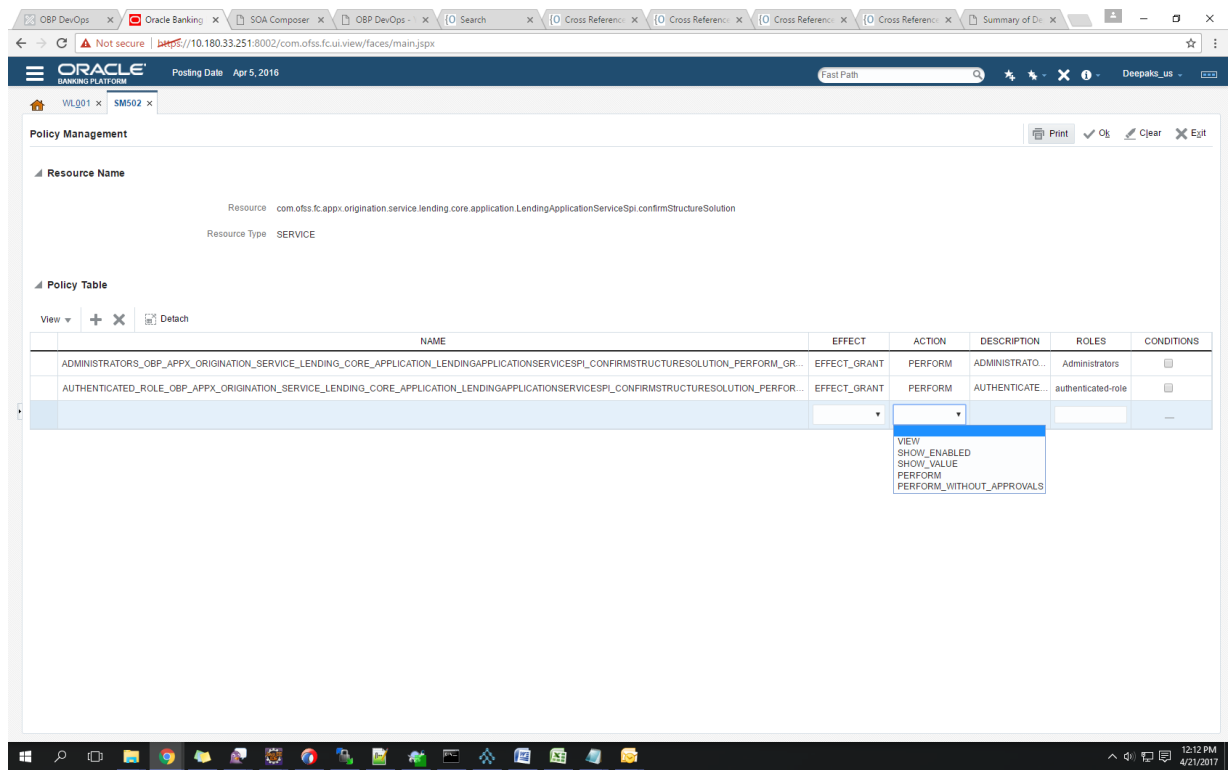 OBP DevOps
Oracle Banking
SOA Composer
OBP DevOps -
Search
Cross Reference
Cross Reference
Cross Reference
Cross Reference
Summary of De
Not secure https://10.180.33.251:8002/com.ofss.fc.ui.view/faces/main.jspx
ORACLE
BANKING PLATFORM
Posting Date Apr 5, 2016
Fast Path
Deepaks_us
WL001 SM502
Policy Management
Print Ok Clear Exit
Resource Name
Resource com.ofss.fc.appx.origination.service.lending.core.application.LendingApplicationServiceSpi.confirmStructureSolution
Resource Type SERVICE
Policy Table
View Detach
NAME EFFECT ACTION DESCRIPTION ROLES CONDITIONS
ADMINISTRATORS_OBP_APPX_ORIGINATION_SERVICE_LENDING_CORE_APPLICATION_LENDINGAPPLICATIONSERVICESPI_CONFIRMSTRUCTURESOLUTION_PERFORM_GR... EFFECT_GRANT PERFORM ADMINISTRATO... Administrators
AUTHENTICATED_ROLE_OBP_APPX_ORIGINATION_SERVICE_LENDING_CORE_APPLICATION_LENDINGAPPLICATIONSERVICESPI_CONFIRMSTRUCTURESOLUTION_PERFOR... EFFECT_GRANT PERFORM AUTHENTICATE... authenticated-role
VIEW
SHOW_ENABLED
SHOW_VALUE
PERFORM
PERFORM_WITHOUT_APPROVALS
12:12 PM
4/21/2017